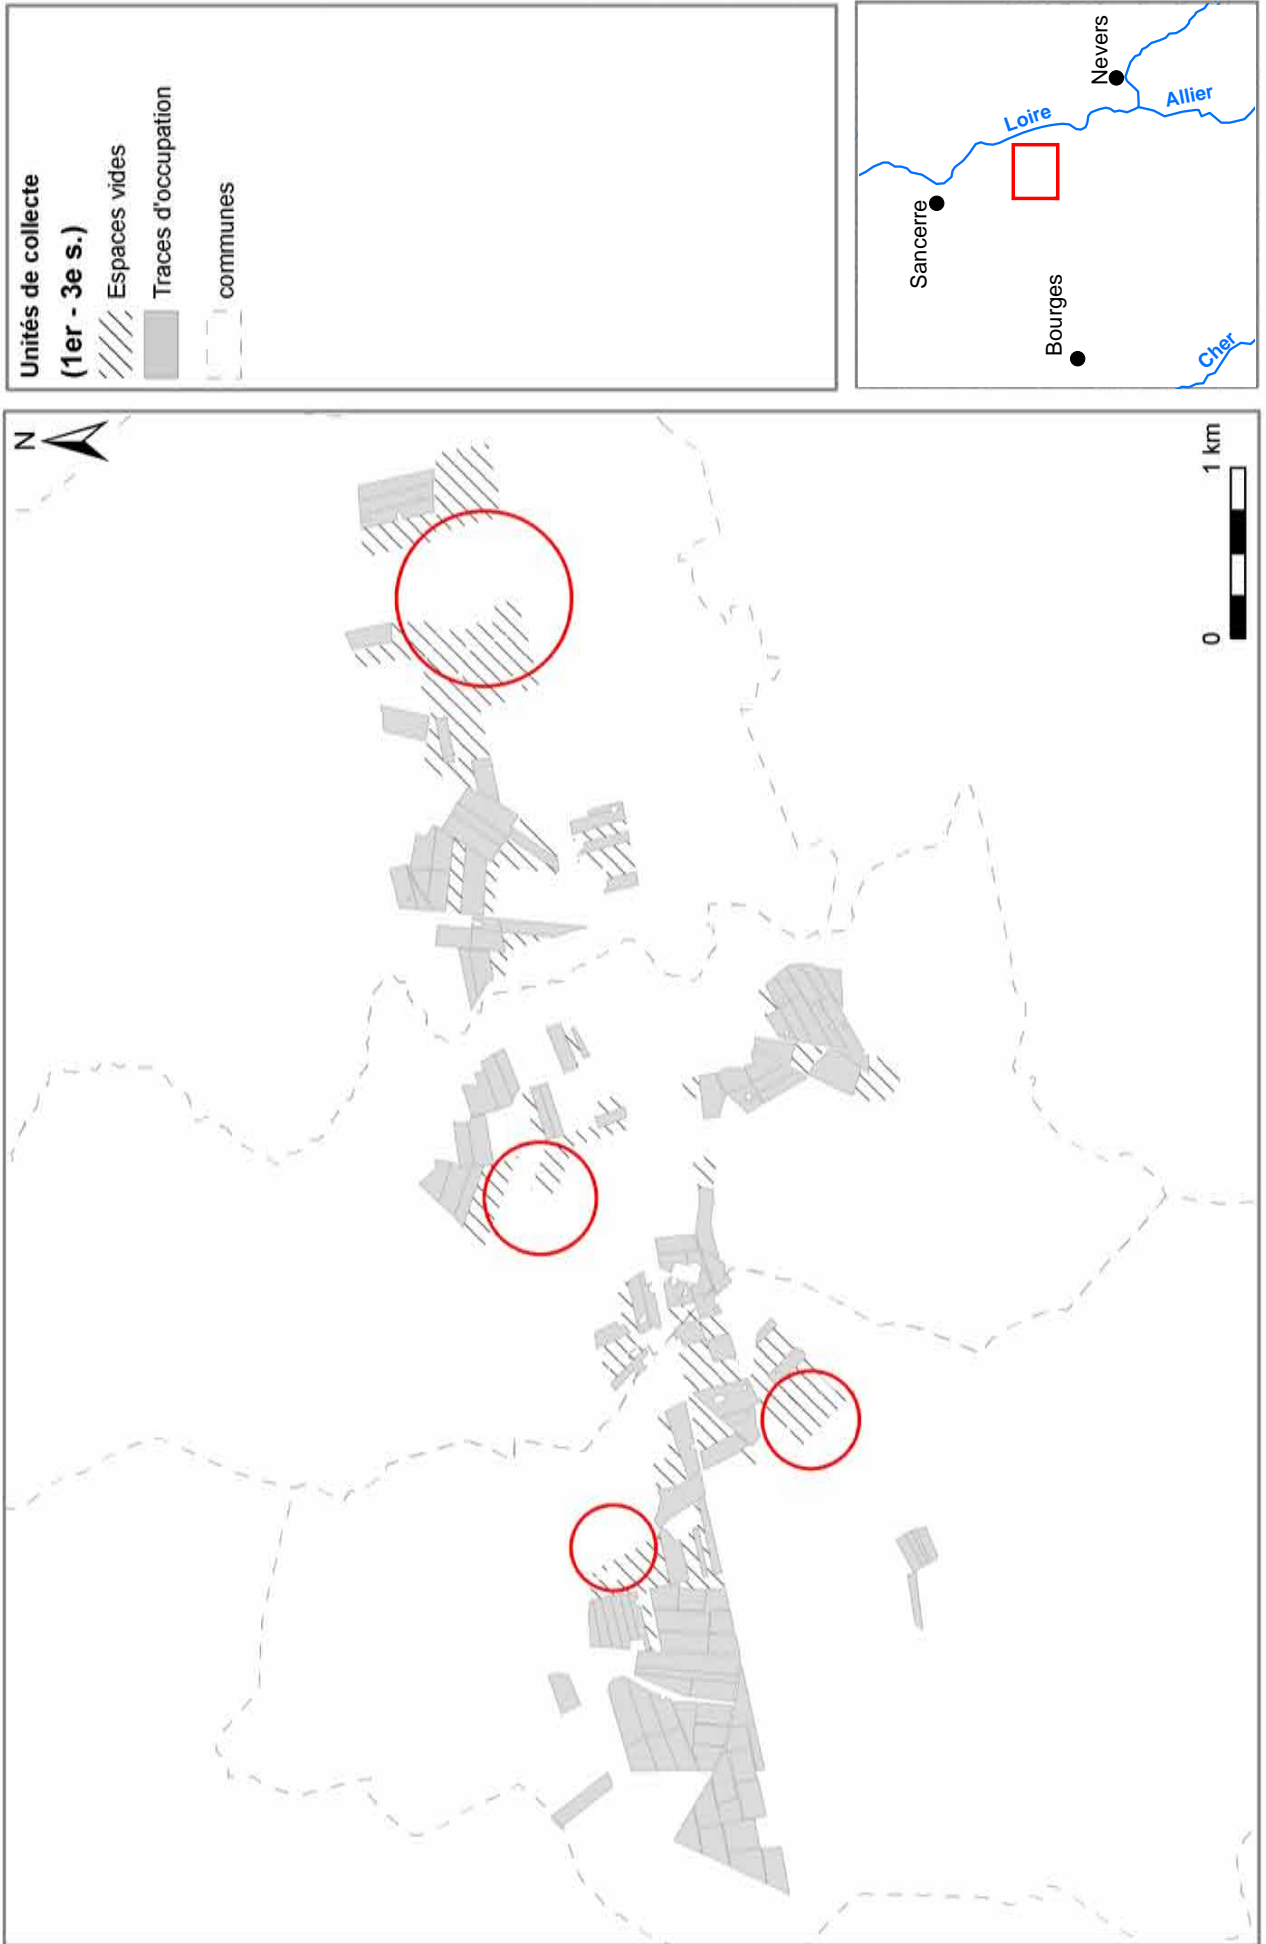 Unités de collecte
(1er - 3e s.)
Espaces vides
Traces d'occupation
communes
N
0
1 km
Sancerre
Bourges
Nevers
Loire
Allier
Cher